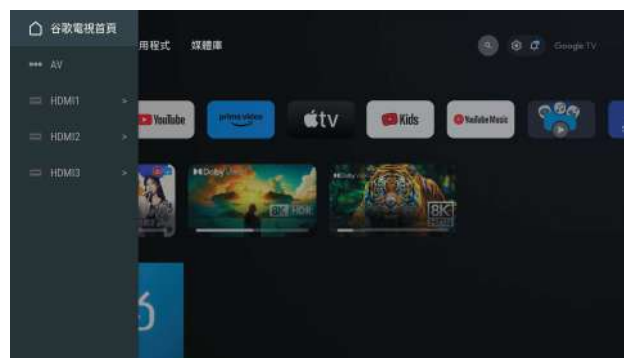 谷歌電視首頁
用程式 媒體庫
Google TV
AV
HDMI1 >
YouTube
prime video
tv
Kids
YouTube Music
HDMI2 >
HDMI3 >
Dolby
8K HDR
8K
HDR